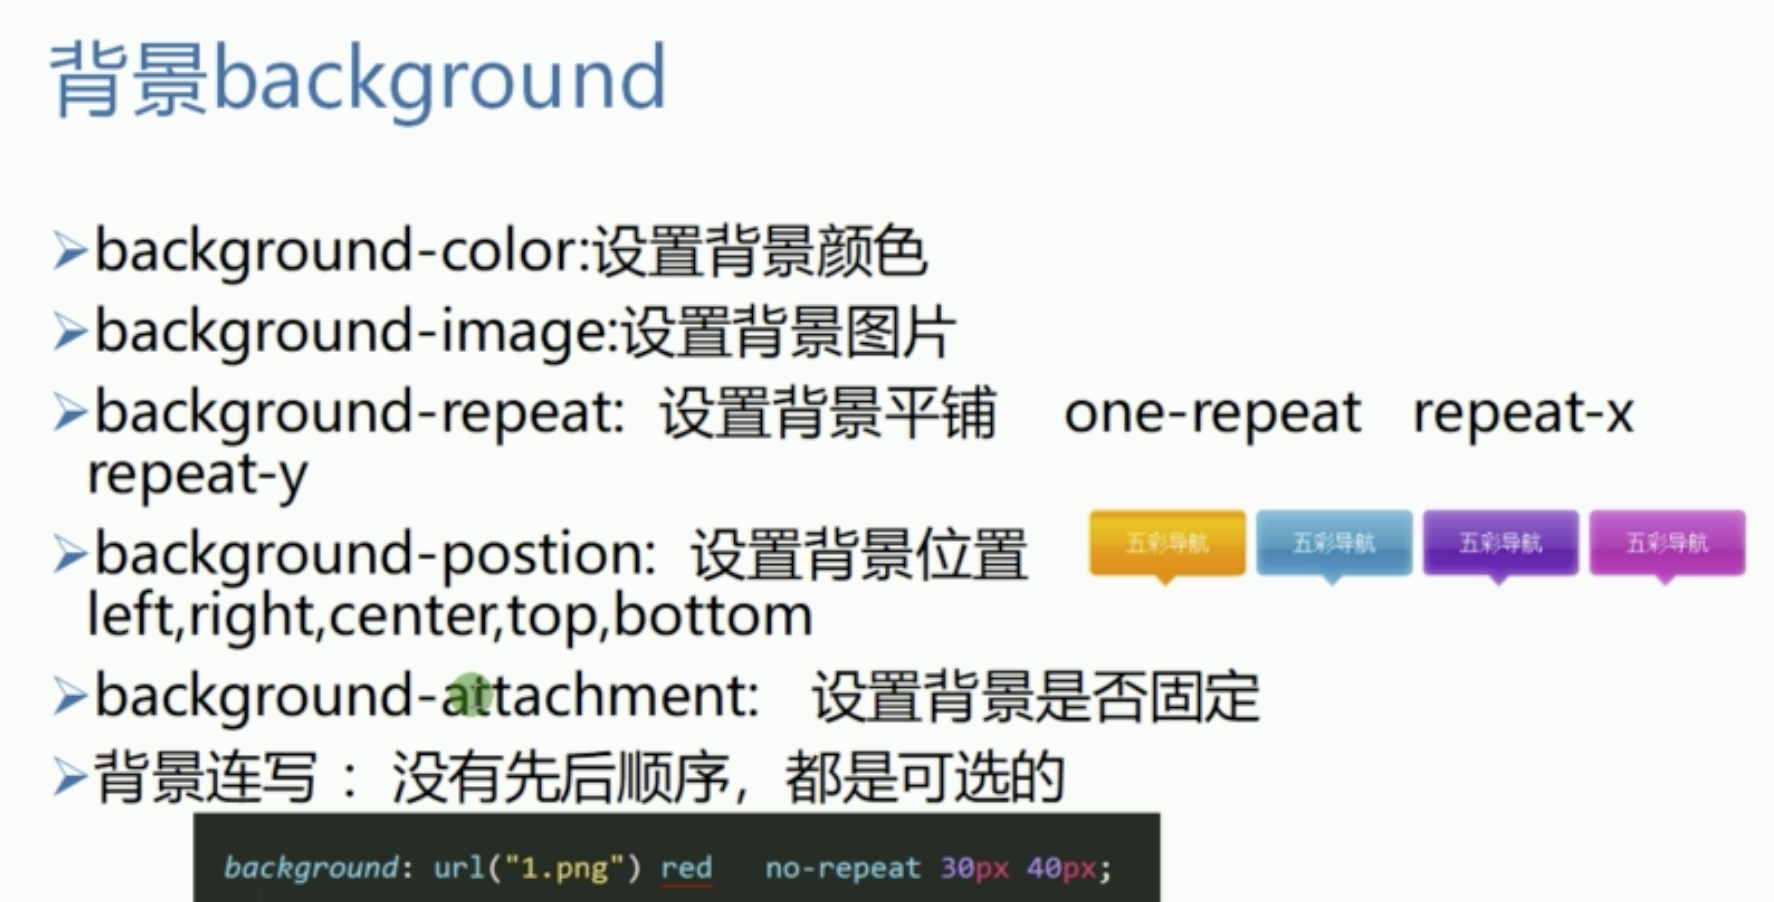 背景background
background-color:设置背景颜色
background-image:设置背景图片
background-repeat: 设置背景平铺 one-repeat repeat-x
repeat-y
background-postion: 设置背景位置
五彩导航 五彩导航 五彩导航 五彩导航
left,right,center,top,bottom
background-attachment: 设置背景是否固定
背景连写 : 没有先后顺序, 都是可选的
background: url("1.png") red no-repeat 30px 40px;